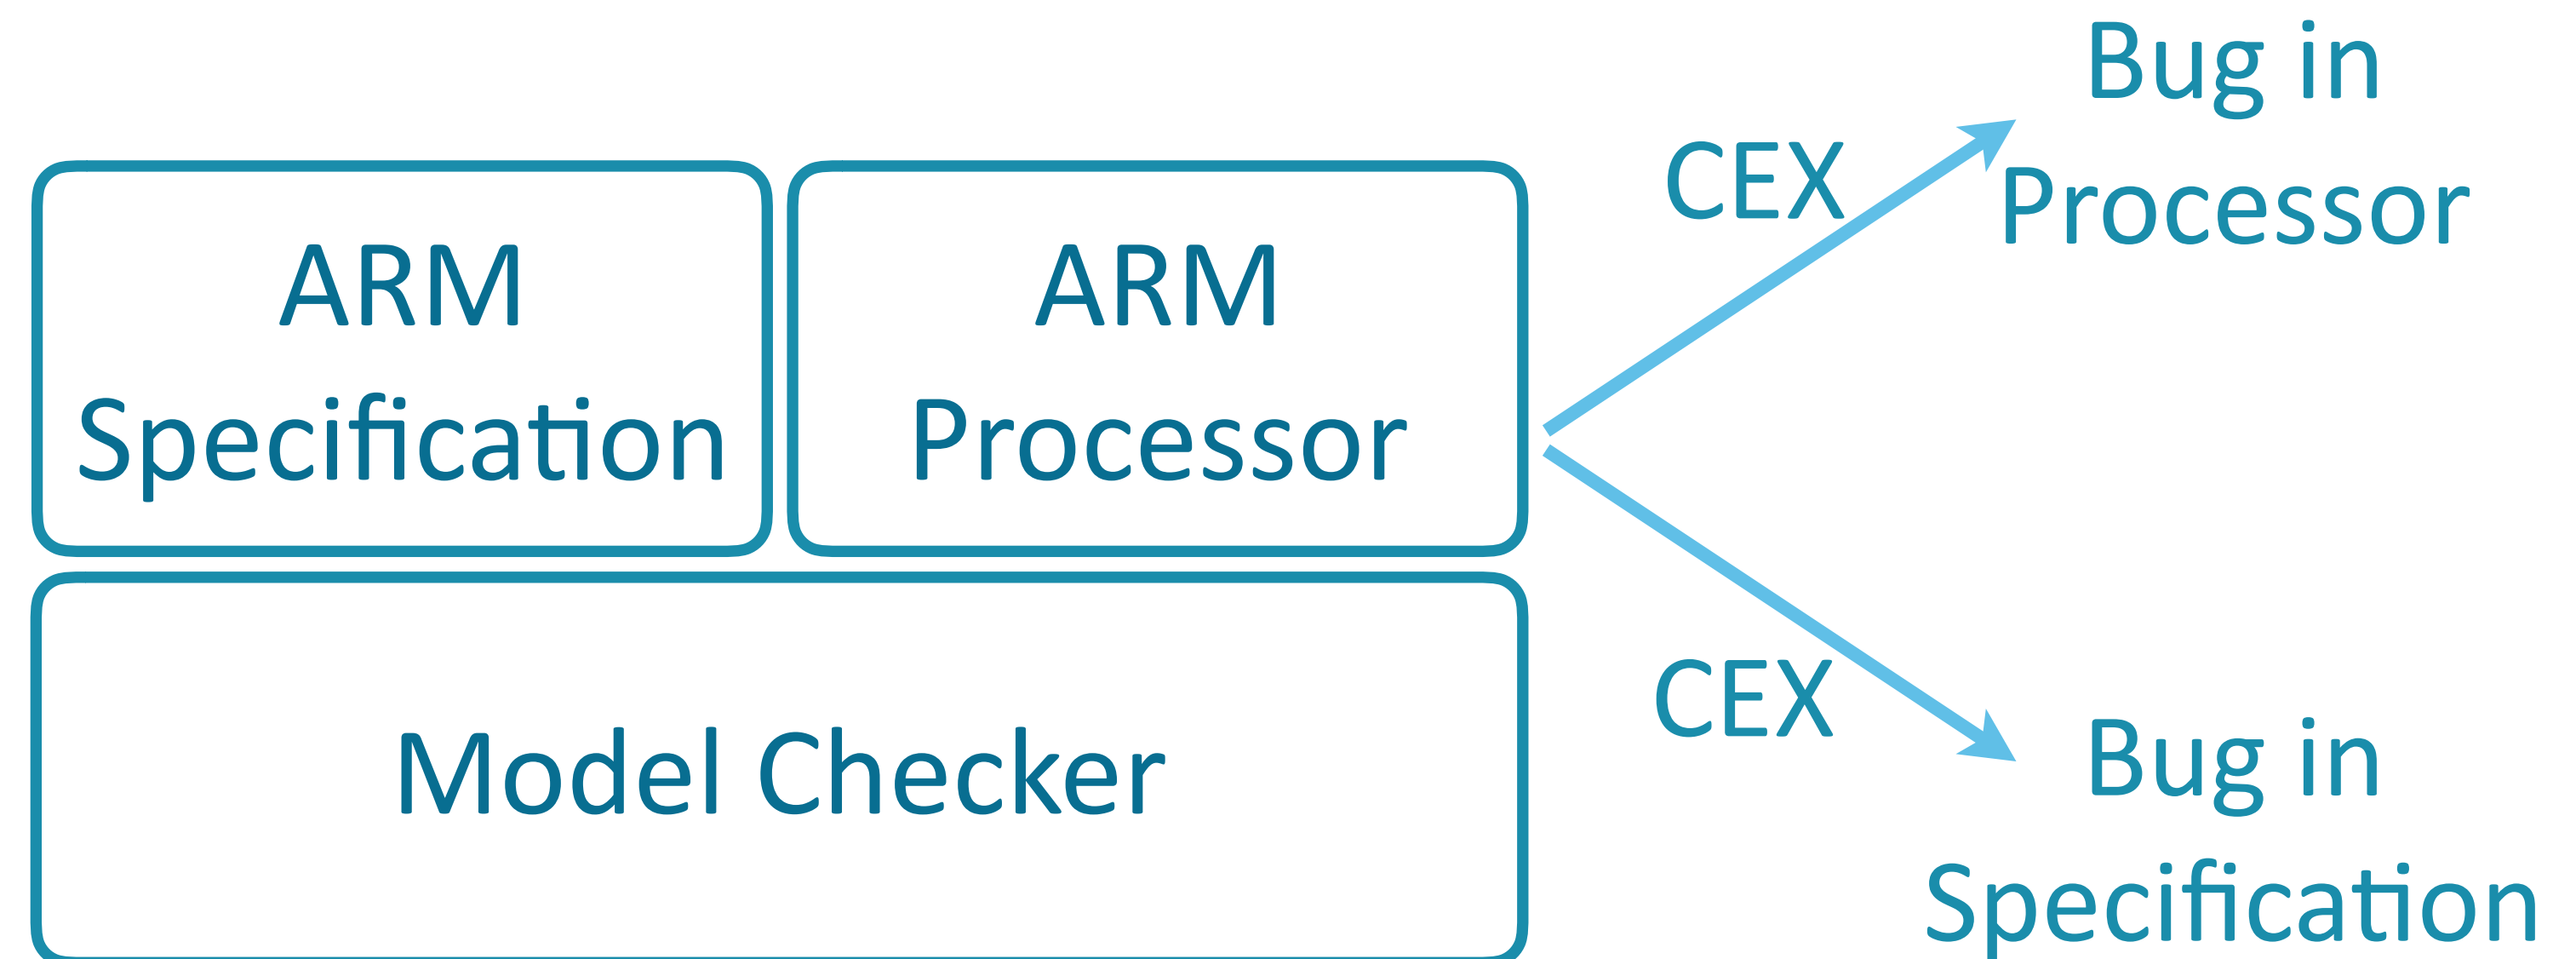 ARM
Specification
ARM
Processor
Model Checker
CEX
Bug in
Processor
CEX
Bug in
Specification